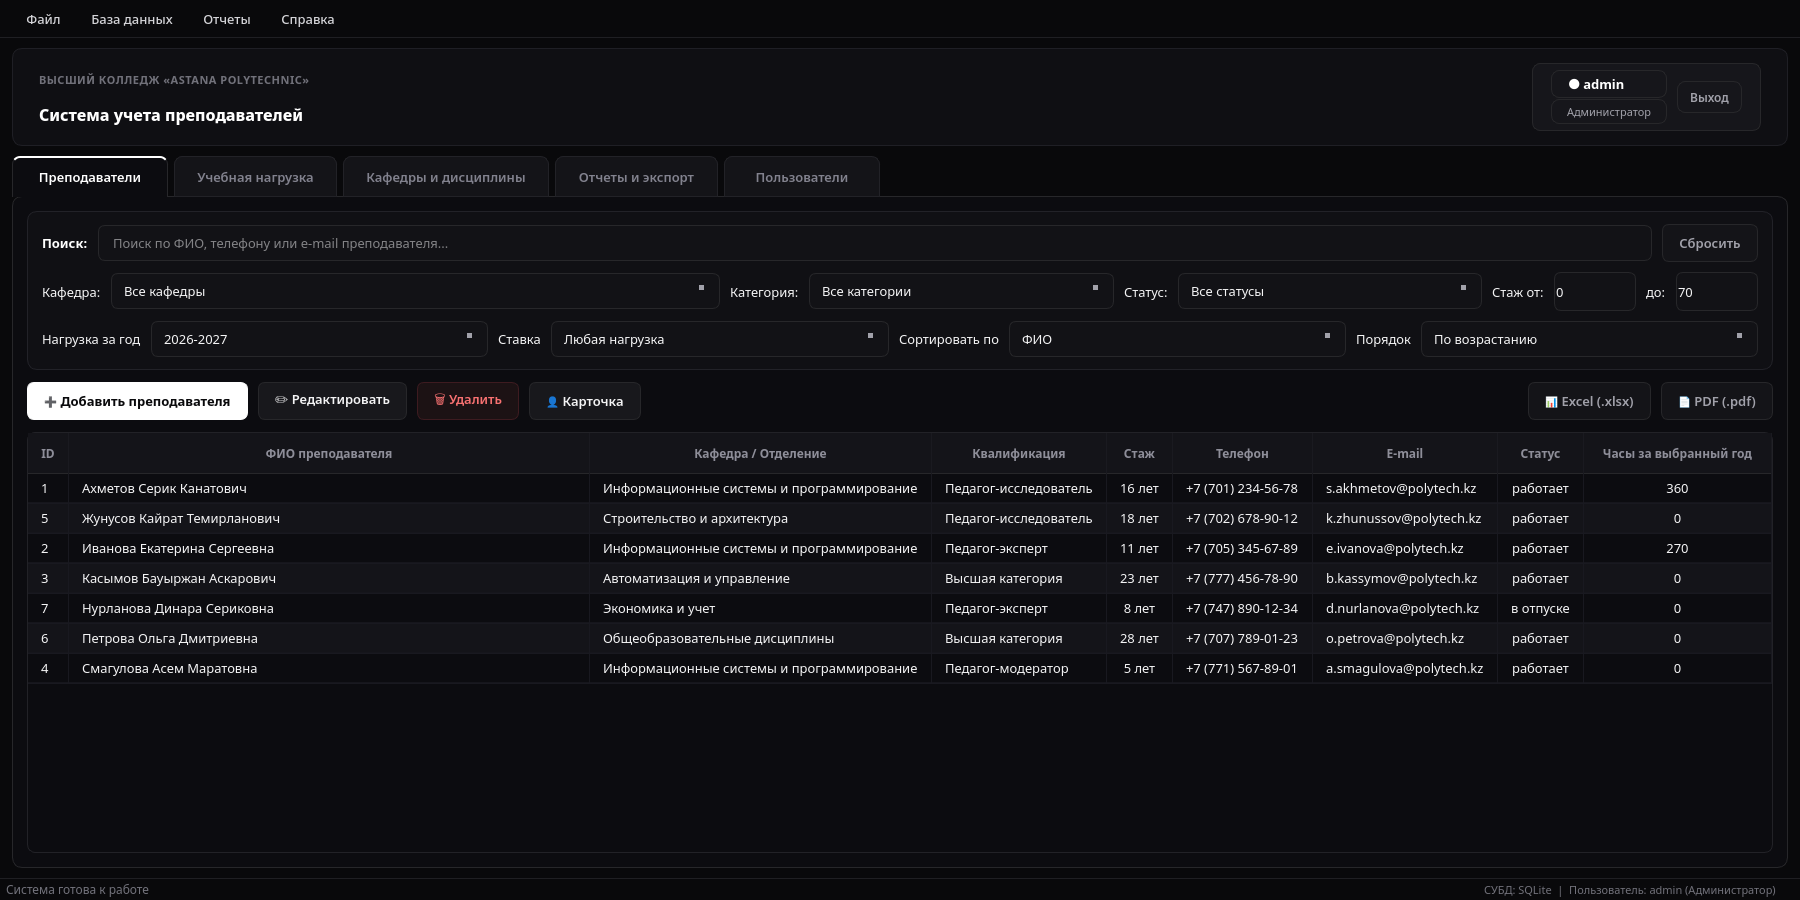 Файл База данных Отчеты Справка
ВЫСШИЙ КОЛЛЕДЖ «ASTANA POLYTECHNIC»
Система учета преподавателей
admin
Администратор
Выход
Преподаватели Учебная нагрузка Кафедры и дисциплины Отчеты и экспорт Пользователи
Поиск: Поиск по ФИО, телефону или e-mail преподавателя... Сбросить
Кафедра: Все кафедры Категория: Все категории Статус: Все статусы Стаж от: 0 до: 70
Нагрузка за год 2026-2027 Ставка Любая нагрузка Сортировать по ФИО Порядок По возрастанию
Добавить преподавателя Редактировать Удалить Карточка Excel (.xlsx) PDF (.pdf)
ID ФИО преподавателя Кафедра / Отделение Квалификация Стаж Телефон E-mail Статус Часы за выбранный год
1 Ахметов Серик Канатович Информационные системы и программирование Педагог-исследователь 16 лет +7 (701) 234-56-78 s.akhmetov@polytech.kz работает 360
5 Жунусов Кайрат Темирланович Строительство и архитектура Педагог-исследователь 18 лет +7 (702) 678-90-12 k.zhunussov@polytech.kz работает 0
2 Иванова Екатерина Сергеевна Информационные системы и программирование Педагог-эксперт 11 лет +7 (705) 345-67-89 e.ivanova@polytech.kz работает 270
3 Касымов Бауыржан Аскарович Автоматизация и управление Высшая категория 23 лет +7 (777) 456-78-90 b.kassymov@polytech.kz работает 0
7 Нурланова Динара Сериковна Экономика и учет Педагог-эксперт 8 лет +7 (747) 890-12-34 d.nurlanova@polytech.kz в отпуске 0
6 Петрова Ольга Дмитриевна Общеобразовательные дисциплины Высшая категория 28 лет +7 (707) 789-01-23 o.petrova@polytech.kz работает 0
4 Смагулова Асем Маратовна Информационные системы и программирование Педагог-модератор 5 лет +7 (771) 567-89-01 a.smagulova@polytech.kz работает 0
Система готова к работе СУБД: SQLite | Пользователь: admin (Администратор)